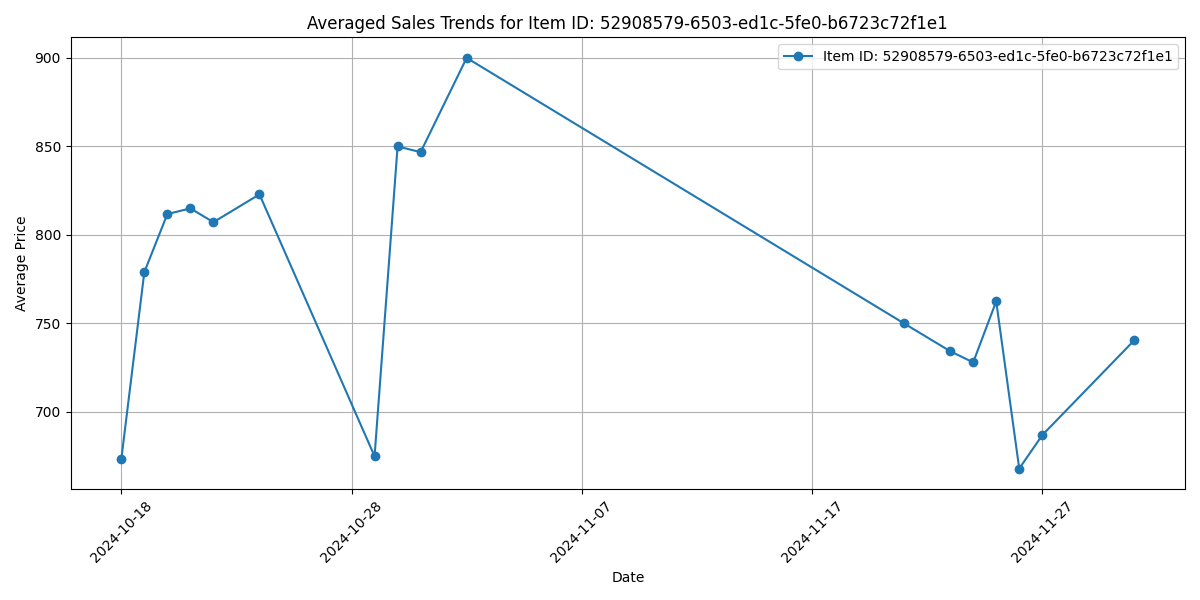 Averaged Sales Trends for Item ID: 52908579-6503-ed1c-5fe0-b6723c72f1e1
Item ID: 52908579-6503-ed1c-5fe0-b6723c72f1e1
Average Price
900
850
800
750
700
2024-10-18
2024-10-28
2024-11-07
2024-11-17
2024-11-27
Date